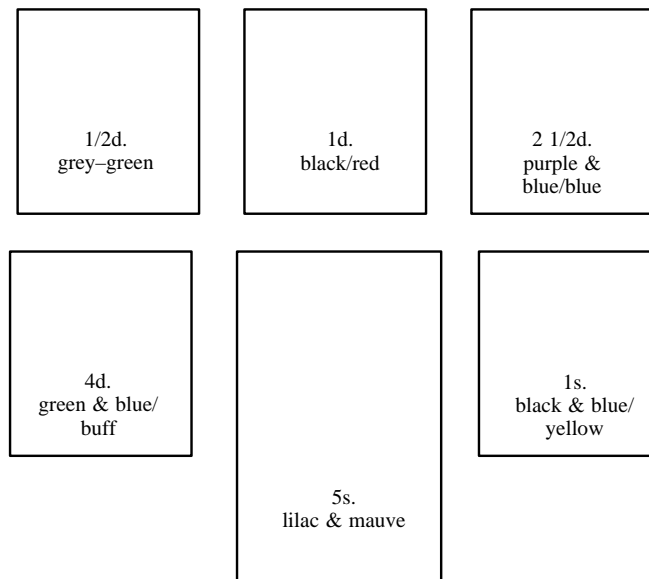 1/2d.
grey–green
1d.
black/red
2 1/2d.
purple &
blue/blue
4d.
green & blue/
buff
5s.
lilac & mauve
1s.
black & blue/
yellow